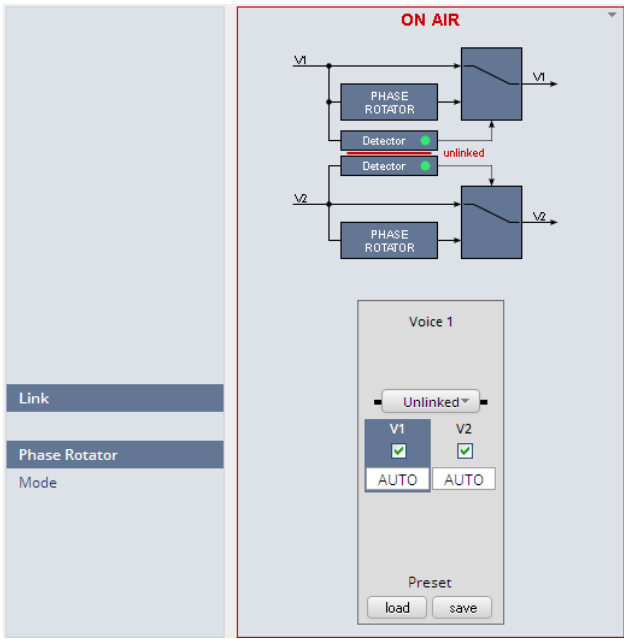 ON AIR
V1
V1
PHASE
ROTATOR
Detector
unlinked
Detector
V2
V2
PHASE
ROTATOR
Voice 1
Link
Unlinked
V1 V2
Phase Rotator
Mode
AUTO AUTO
Preset
load save